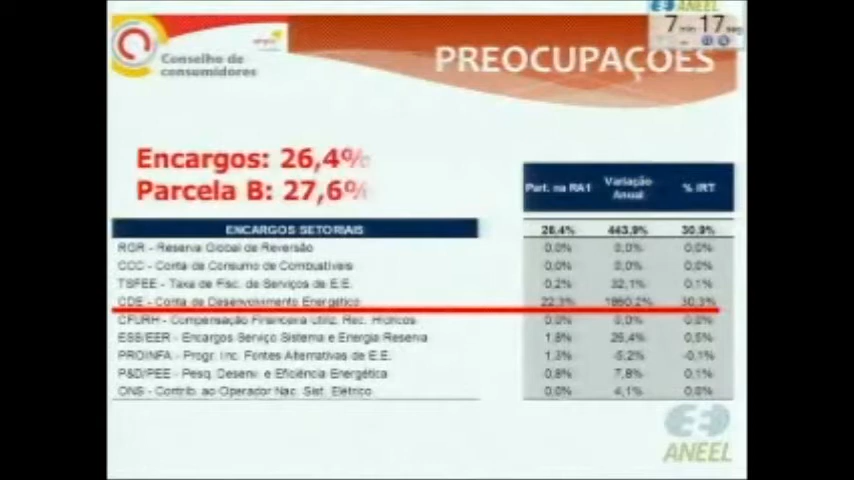 ANEEL
7 min 17 seg
Conselho de
consumidores
PREOCUPAÇÕES
Encargos: 26,4%
Parcela B: 27,6%
Part. na RA1 Variação Anual % IRT
ENCARGOS SETORIAIS 26,4% 443,9% 30,9%
RGR - Reserva Global de Reversão 0,0% 0,0% 0,0%
CCC - Conta de Consumo de Combustíveis 0,0% 0,0% 0,0%
TSFEE - Taxa de Fisc. de Serviços de E.E. 0,2% 32,1% 0,1%
CDE - Conta de Desenvolvimento Energético 22,3% 30,3%
CFURH - Compensação Financeira Utiliz. Rec. Hídricos 0,0% 0,0% 0,0%
ESS/EER - Encargos Serviço Sistema e Energia Reserva 1,8% 26,4% 0,5%
PROINFA - Progr. Inc. Fontes Alternativas de E.E. 1,3% -5,2% -0,1%
P&D/PEE - Pesq. Desenv. e Eficiência Energética 0,8% 7,8% 0,1%
ONS - Contrib. ao Operador Nac. Sist. Elétrico 0,0% 4,1% 0,0%
ANEEL